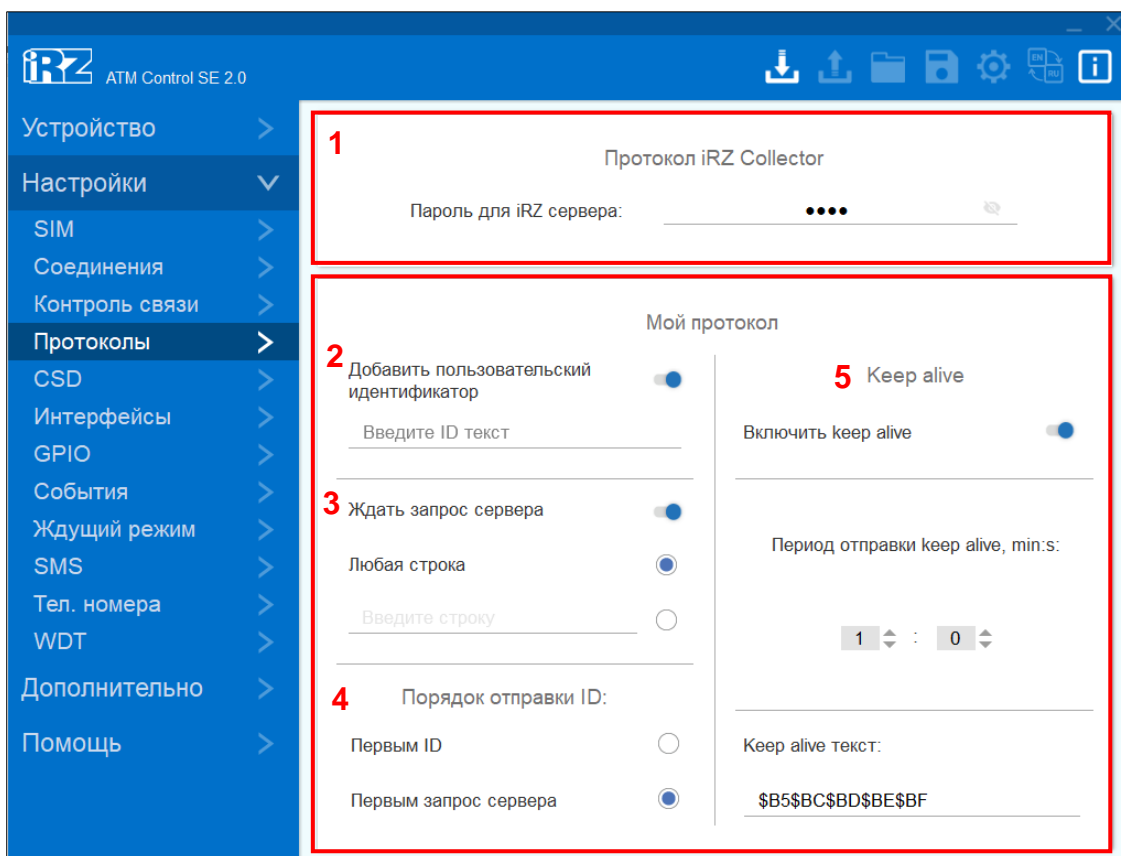 iRZ ATM Control SE 2.0
EN
RU
i
Устройство
Настройки
SIM
Соединения
Контроль связи
Протоколы
CSD
Интерфейсы
GPIO
События
Ждущий режим
SMS
Тел. номера
WDT
Дополнительно
Помощь
1
Протокол iRZ Collector
Пароль для iRZ сервера: ••••
Мой протокол
2
Добавить пользовательский
идентификатор
Введите ID текст
3
Ждать запрос сервера
Любая строка
Введите строку
4
Порядок отправки ID:
Первым ID
Первым запрос сервера
5
Keep alive
Включить keep alive
Период отправки keep alive, min:s:
1 : 0
Keep alive текст:
$B5$BC$BD$BE$BF